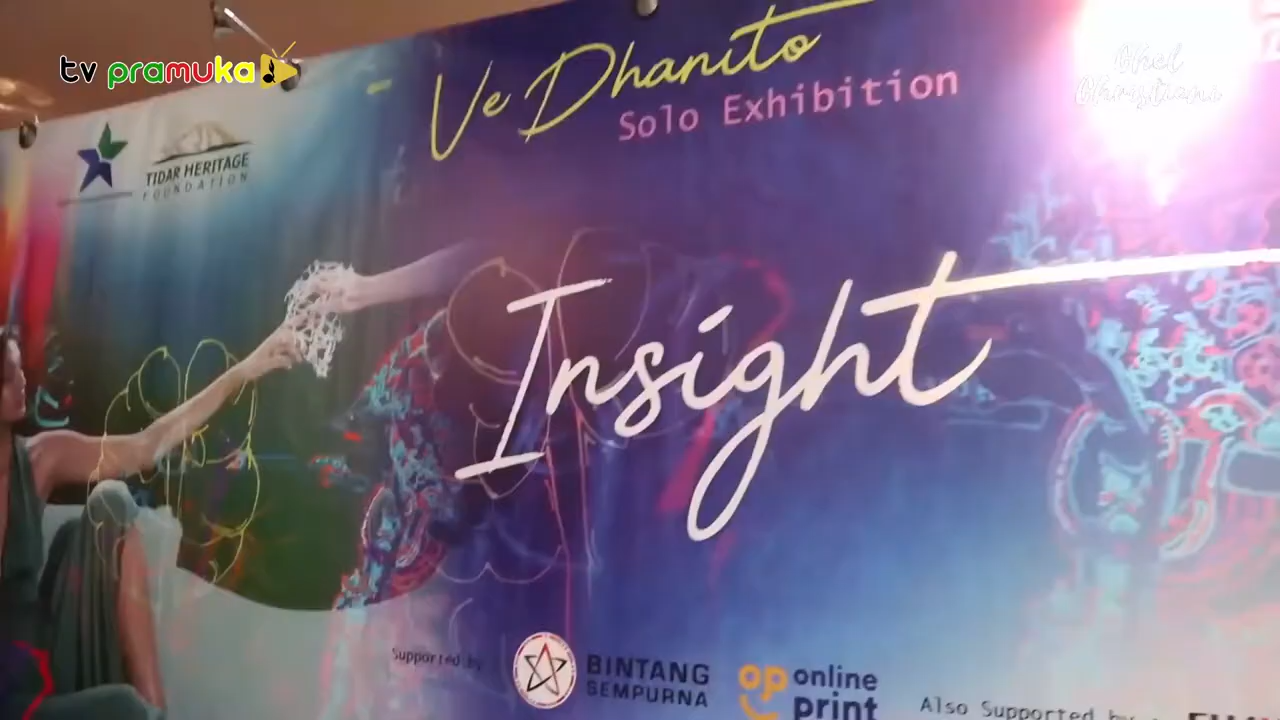 tv pramuka
Ve Dhanito
Solo Exhibition
TIDAR HERITAGE
FOUNDATION
Insight
Supported by
BINTANG
SEMPURNA
op online
print
Also Supported by